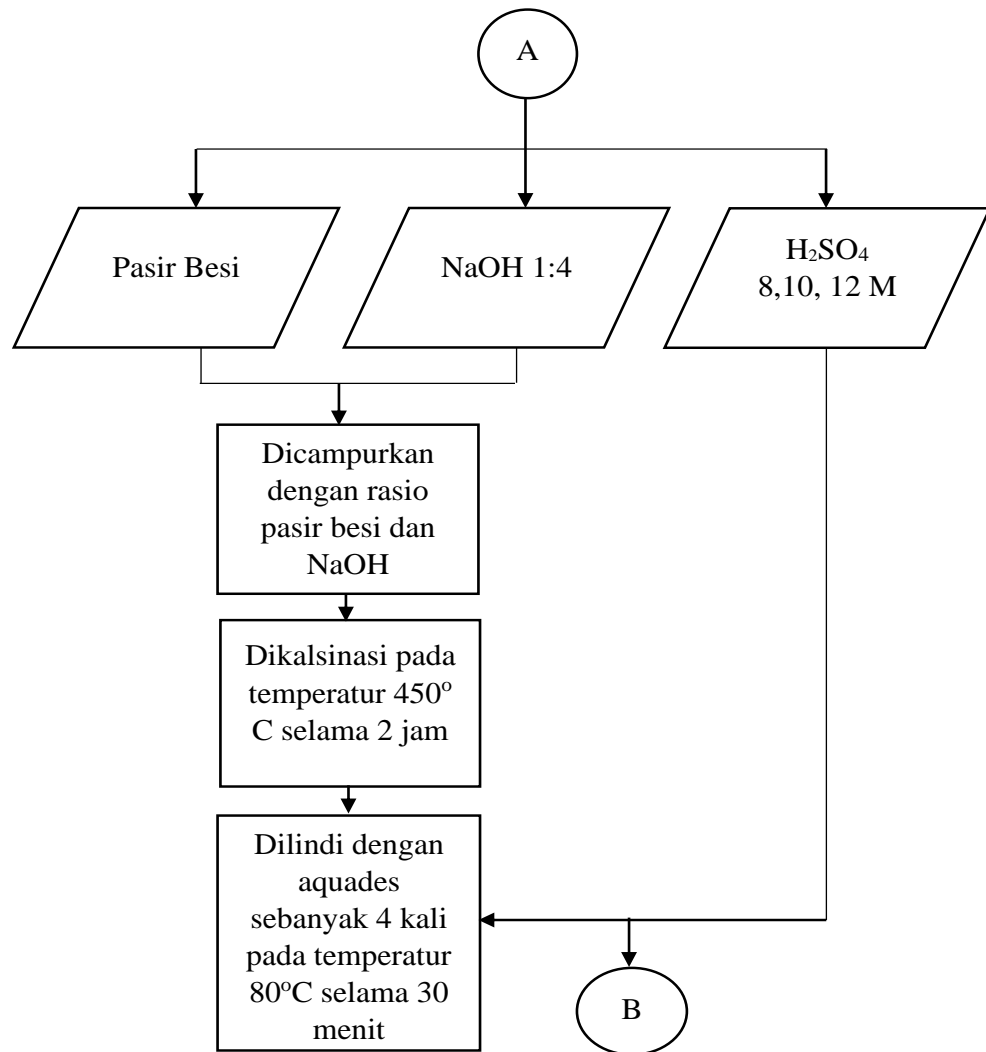 A
Pasir Besi
NaOH 1:4
H₂SO₄
8,10, 12 M
Dicampurkan
dengan rasio
pasir besi dan
NaOH
Dikalsinasi pada
temperatur 450°
C selama 2 jam
Dilindi dengan
aquades
sebanyak 4 kali
pada temperatur
80°C selama 30
menit
B